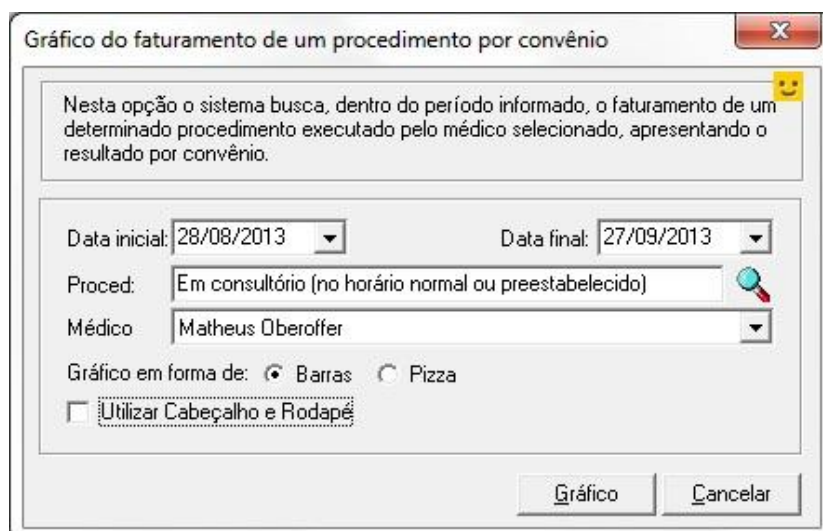 Gráfico do faturamento de um procedimento por convênio
Nesta opção o sistema busca, dentro do período informado, o faturamento de um
determinado procedimento executado pelo médico selecionado, apresentando o
resultado por convênio.
Data inicial: 28/08/2013 Data final: 27/09/2013
Proced: Em consultório (no horário normal ou preestabelecido)
Médico Matheus Oberoffer
Gráfico em forma de: Barras Pizza
Utilizar Cabeçalho e Rodapé
Gráfico Cancelar